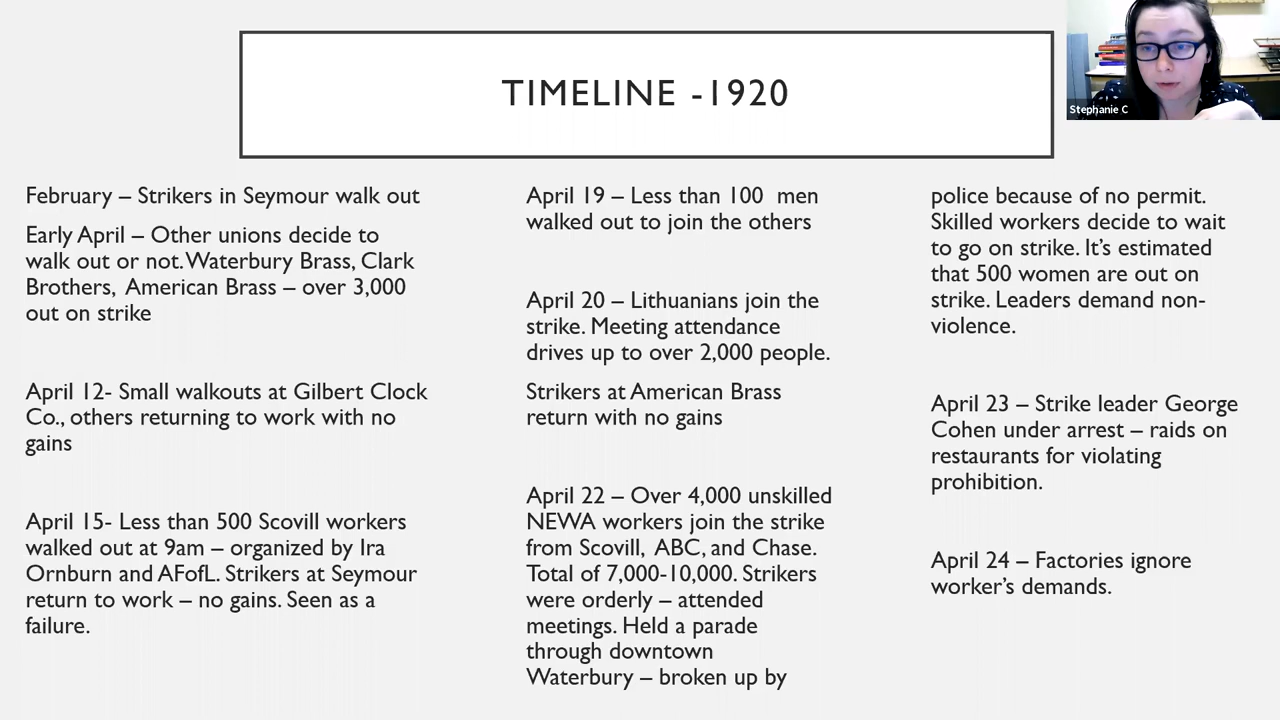 TIMELINE -1920
Stephanie C
February – Strikers in Seymour walk out
Early April – Other unions decide to
walk out or not. Waterbury Brass, Clark
Brothers, American Brass – over 3,000
out on strike
April 12- Small walkouts at Gilbert Clock
Co., others returning to work with no
gains
April 15- Less than 500 Scovill workers
walked out at 9am – organized by Ira
Ornburn and AFofL. Strikers at Seymour
return to work – no gains. Seen as a
failure.
April 19 – Less than 100 men
walked out to join the others
April 20 – Lithuanians join the
strike. Meeting attendance
drives up to over 2,000 people.
Strikers at American Brass
return with no gains
April 22 – Over 4,000 unskilled
NEWA workers join the strike
from Scovill, ABC, and Chase.
Total of 7,000-10,000. Strikers
were orderly – attended
meetings. Held a parade
through downtown
Waterbury – broken up by
police because of no permit.
Skilled workers decide to wait
to go on strike. It’s estimated
that 500 women are out on
strike. Leaders demand non-
violence.
April 23 – Strike leader George
Cohen under arrest – raids on
restaurants for violating
prohibition.
April 24 – Factories ignore
worker’s demands.